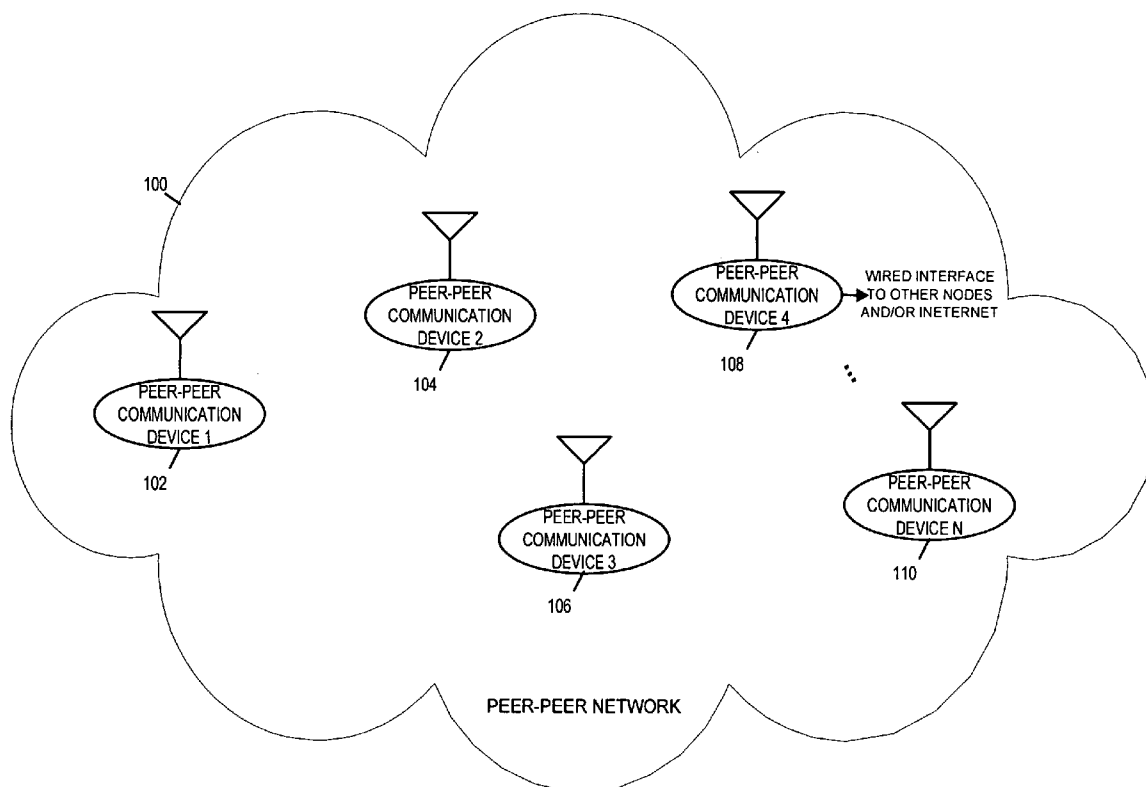 100
PEER-PEER
COMMUNICATION
DEVICE 1
102
PEER-PEER
COMMUNICATION
DEVICE 2
104
PEER-PEER
COMMUNICATION
DEVICE 3
106
PEER-PEER
COMMUNICATION
DEVICE 4
108
WIRED INTERFACE
TO OTHER NODES
AND/OR INETERNET
PEER-PEER
COMMUNICATION
DEVICE N
110
PEER-PEER NETWORK